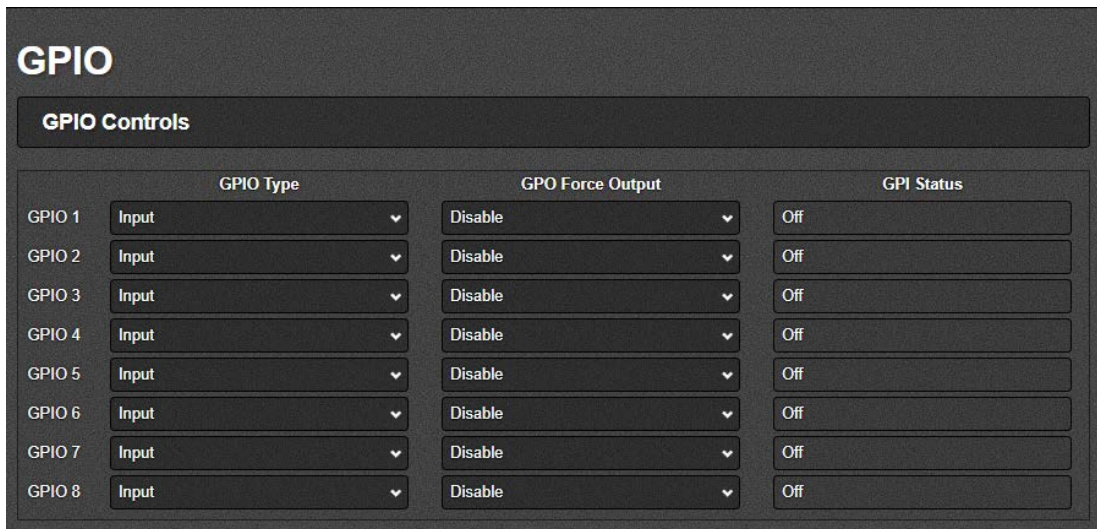 GPIO
GPIO Controls
GPIO Type GPO Force Output GPI Status
GPIO 1 Input Disable Off
GPIO 2 Input Disable Off
GPIO 3 Input Disable Off
GPIO 4 Input Disable Off
GPIO 5 Input Disable Off
GPIO 6 Input Disable Off
GPIO 7 Input Disable Off
GPIO 8 Input Disable Off